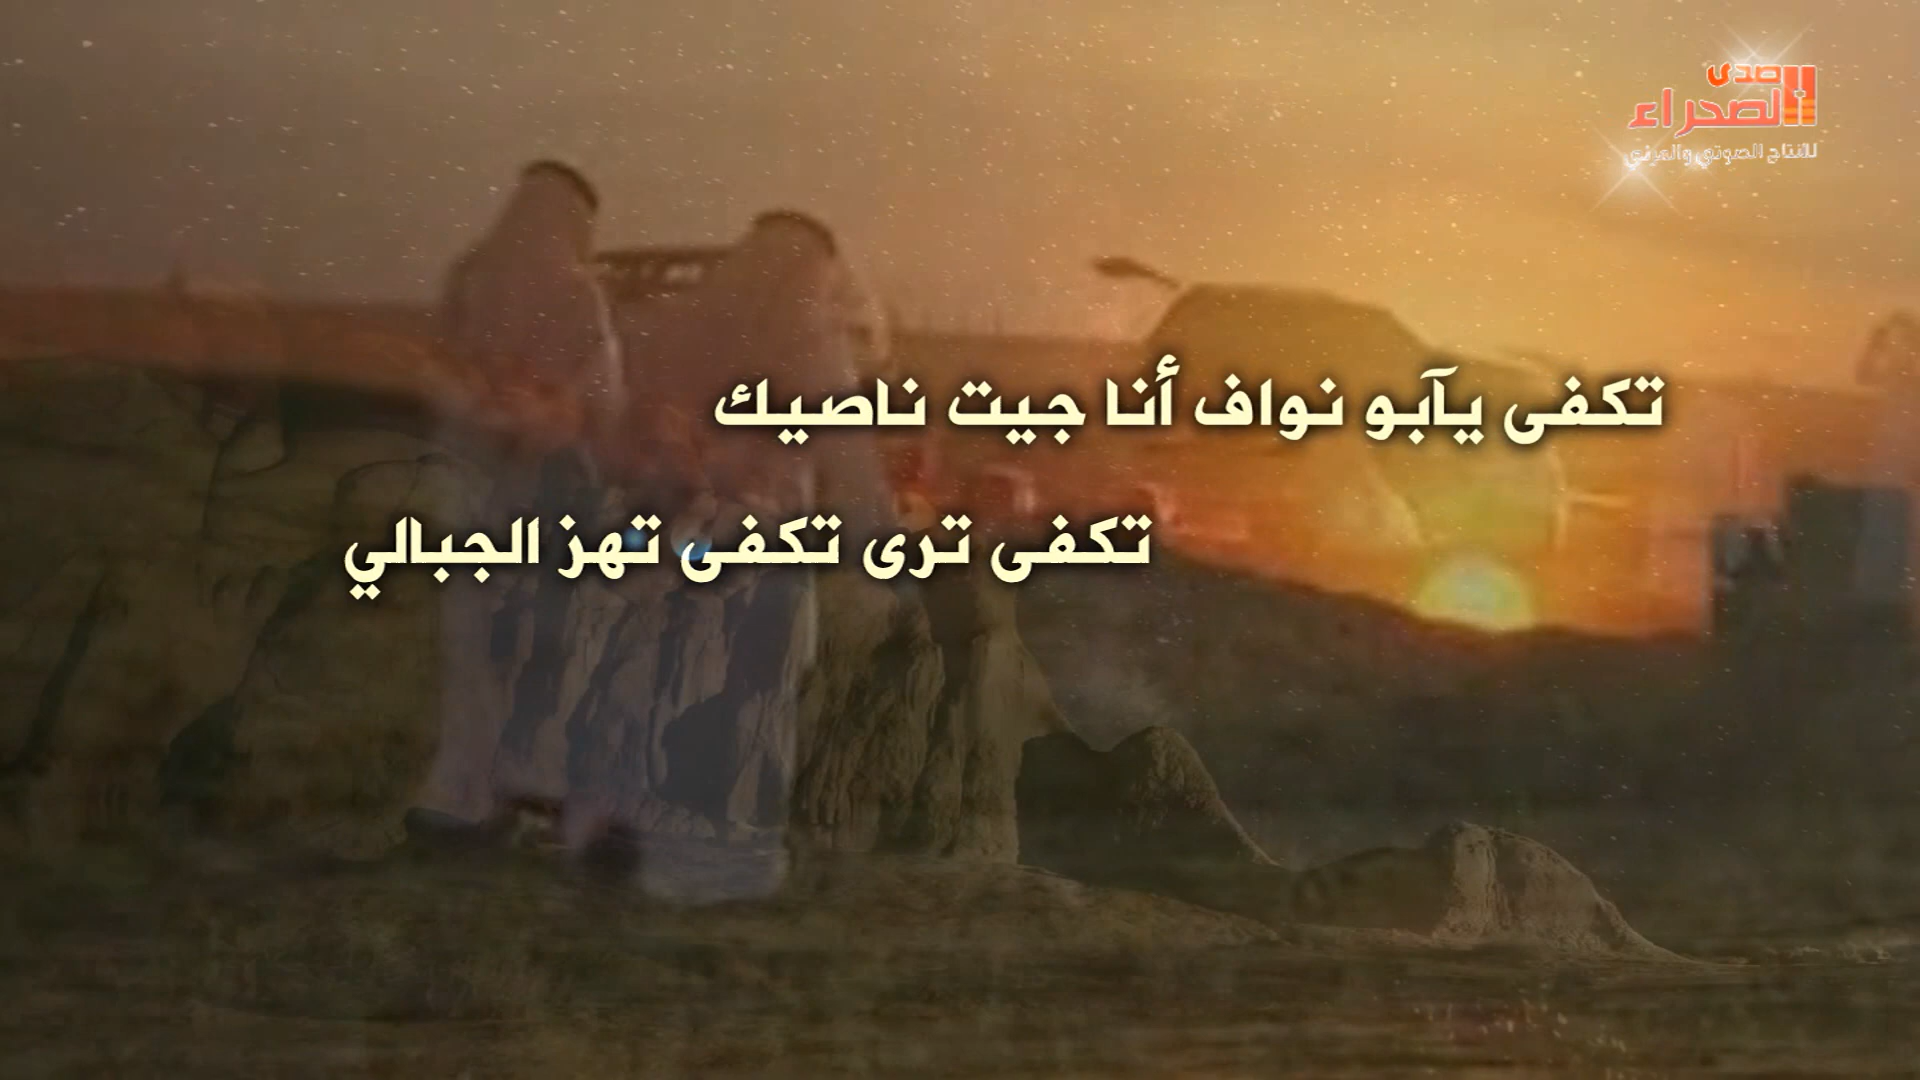 صدى
الصحراء
للانتاج الصوتي والمرئي
تكفى يآبو نواف أنا جيت ناصيك
تكفى ترى تكفى تهز الجبالي